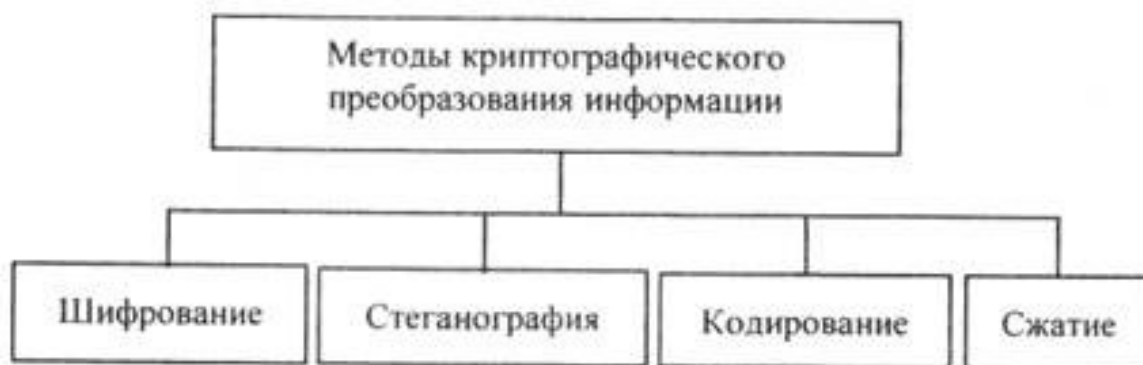 Методы криптографического
преобразования информации
Шифрование
Стеганография
Кодирование
Сжатие